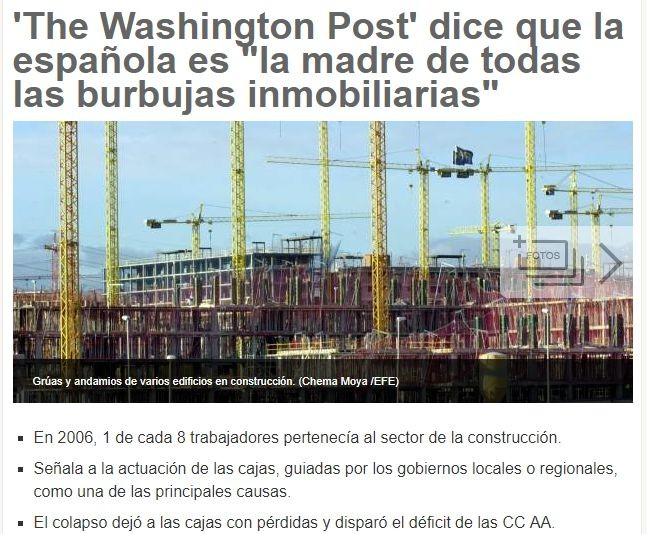 'The Washington Post' dice que la
española es "la madre de todas
las burbujas inmobiliarias"
FOTOS
Grúas y andamios de varios edificios en construcción. (Chema Moya /EFE)
En 2006, 1 de cada 8 trabajadores pertenecía al sector de la construcción.
Señala a la actuación de las cajas, guiadas por los gobiernos locales o regionales,
como una de las principales causas.
El colapso dejó a las cajas con pérdidas y disparó el déficit de las CC AA.